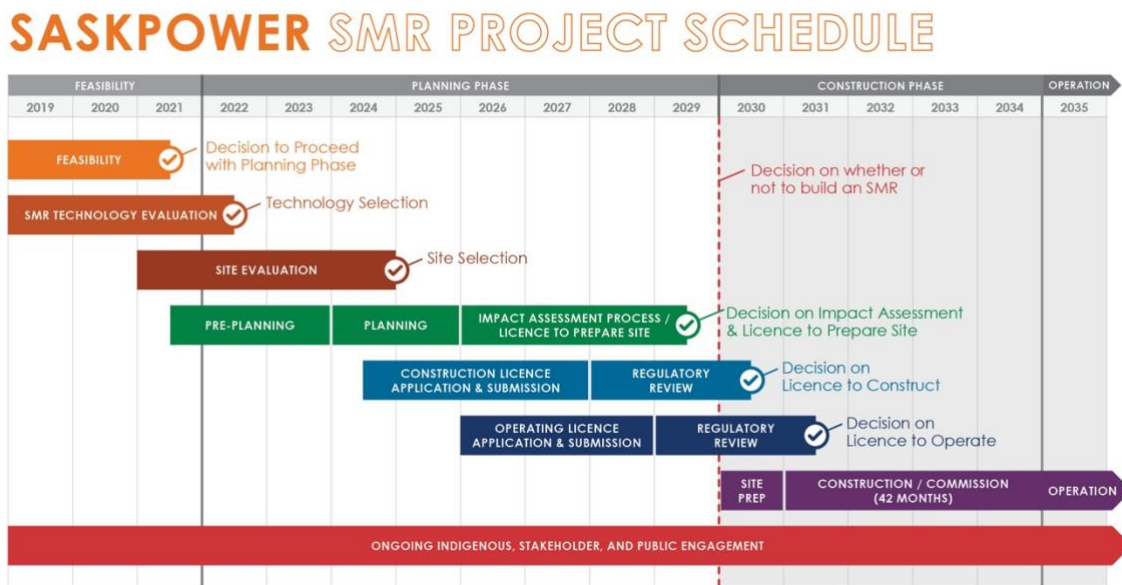 SASKPOWER SMR PROJECT SCHEDULE
FEASIBILITY PLANNING PHASE CONSTRUCTION PHASE OPERATION
2019 2020 2021 2022 2023 2024 2025 2026 2027 2028 2029 2030 2031 2032 2033 2034 2035
FEASIBILITY
Decision to Proceed
with Planning Phase
Decision on whether or
not to build an SMR
SMR TECHNOLOGY EVALUATION
Technology Selection
SITE EVALUATION
Site Selection
PRE-PLANNING
PLANNING
IMPACT ASSESSMENT PROCESS /
LICENCE TO PREPARE SITE
Decision on Impact Assessment
& Licence to Prepare Site
CONSTRUCTION LICENCE
APPLICATION & SUBMISSION
REGULATORY
REVIEW
Decision on
Licence to Construct
OPERATING LICENCE
APPLICATION & SUBMISSION
REGULATORY
REVIEW
Decision on
Licence to Operate
SITE
PREP
CONSTRUCTION / COMMISSION
(42 MONTHS)
OPERATION
ONGOING INDIGENOUS, STAKEHOLDER, AND PUBLIC ENGAGEMENT